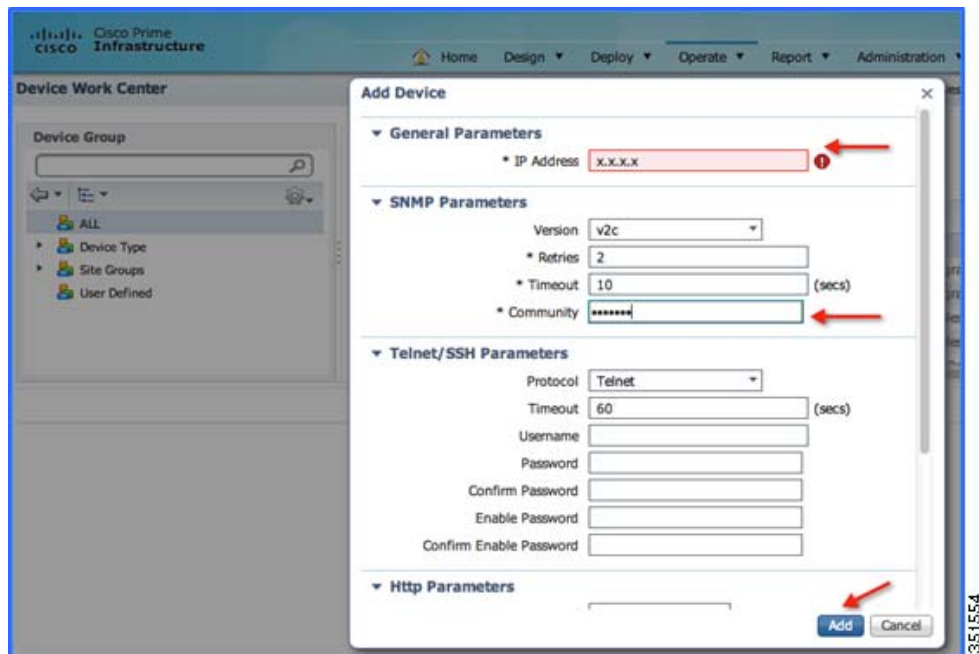 Cisco Prime
CISCO Infrastructure
Home Design Deploy Operate Report Administration
Device Work Center
Device Group
ALL
Device Type
Site Groups
User Defined
Add Device
General Parameters
* IP Address x.x.x.x
SNMP Parameters
Version v2c
* Retries 2
* Timeout 10 (secs)
* Community •••••••
Telnet/SSH Parameters
Protocol Telnet
Timeout 60 (secs)
Username
Password
Confirm Password
Enable Password
Confirm Enable Password
Http Parameters
Add Cancel
351554